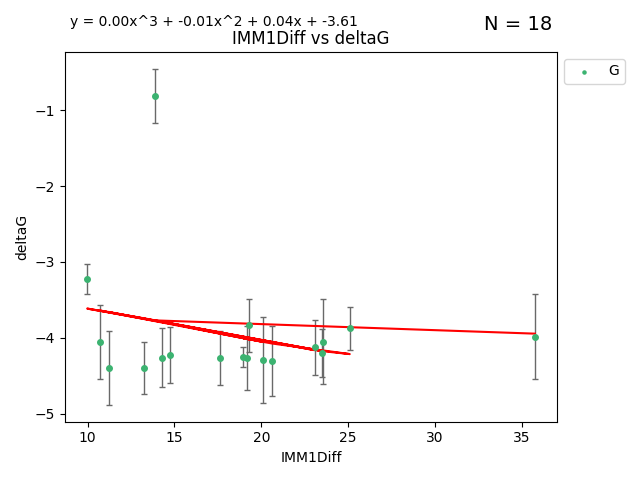 y = 0.00x^3 + -0.01x^2 + 0.04x + -3.61
N = 18
IMM1Diff vs deltaG
G
−1
−2
−3
−4
−5
deltaG
10 15 20 25 30 35
IMM1Diff